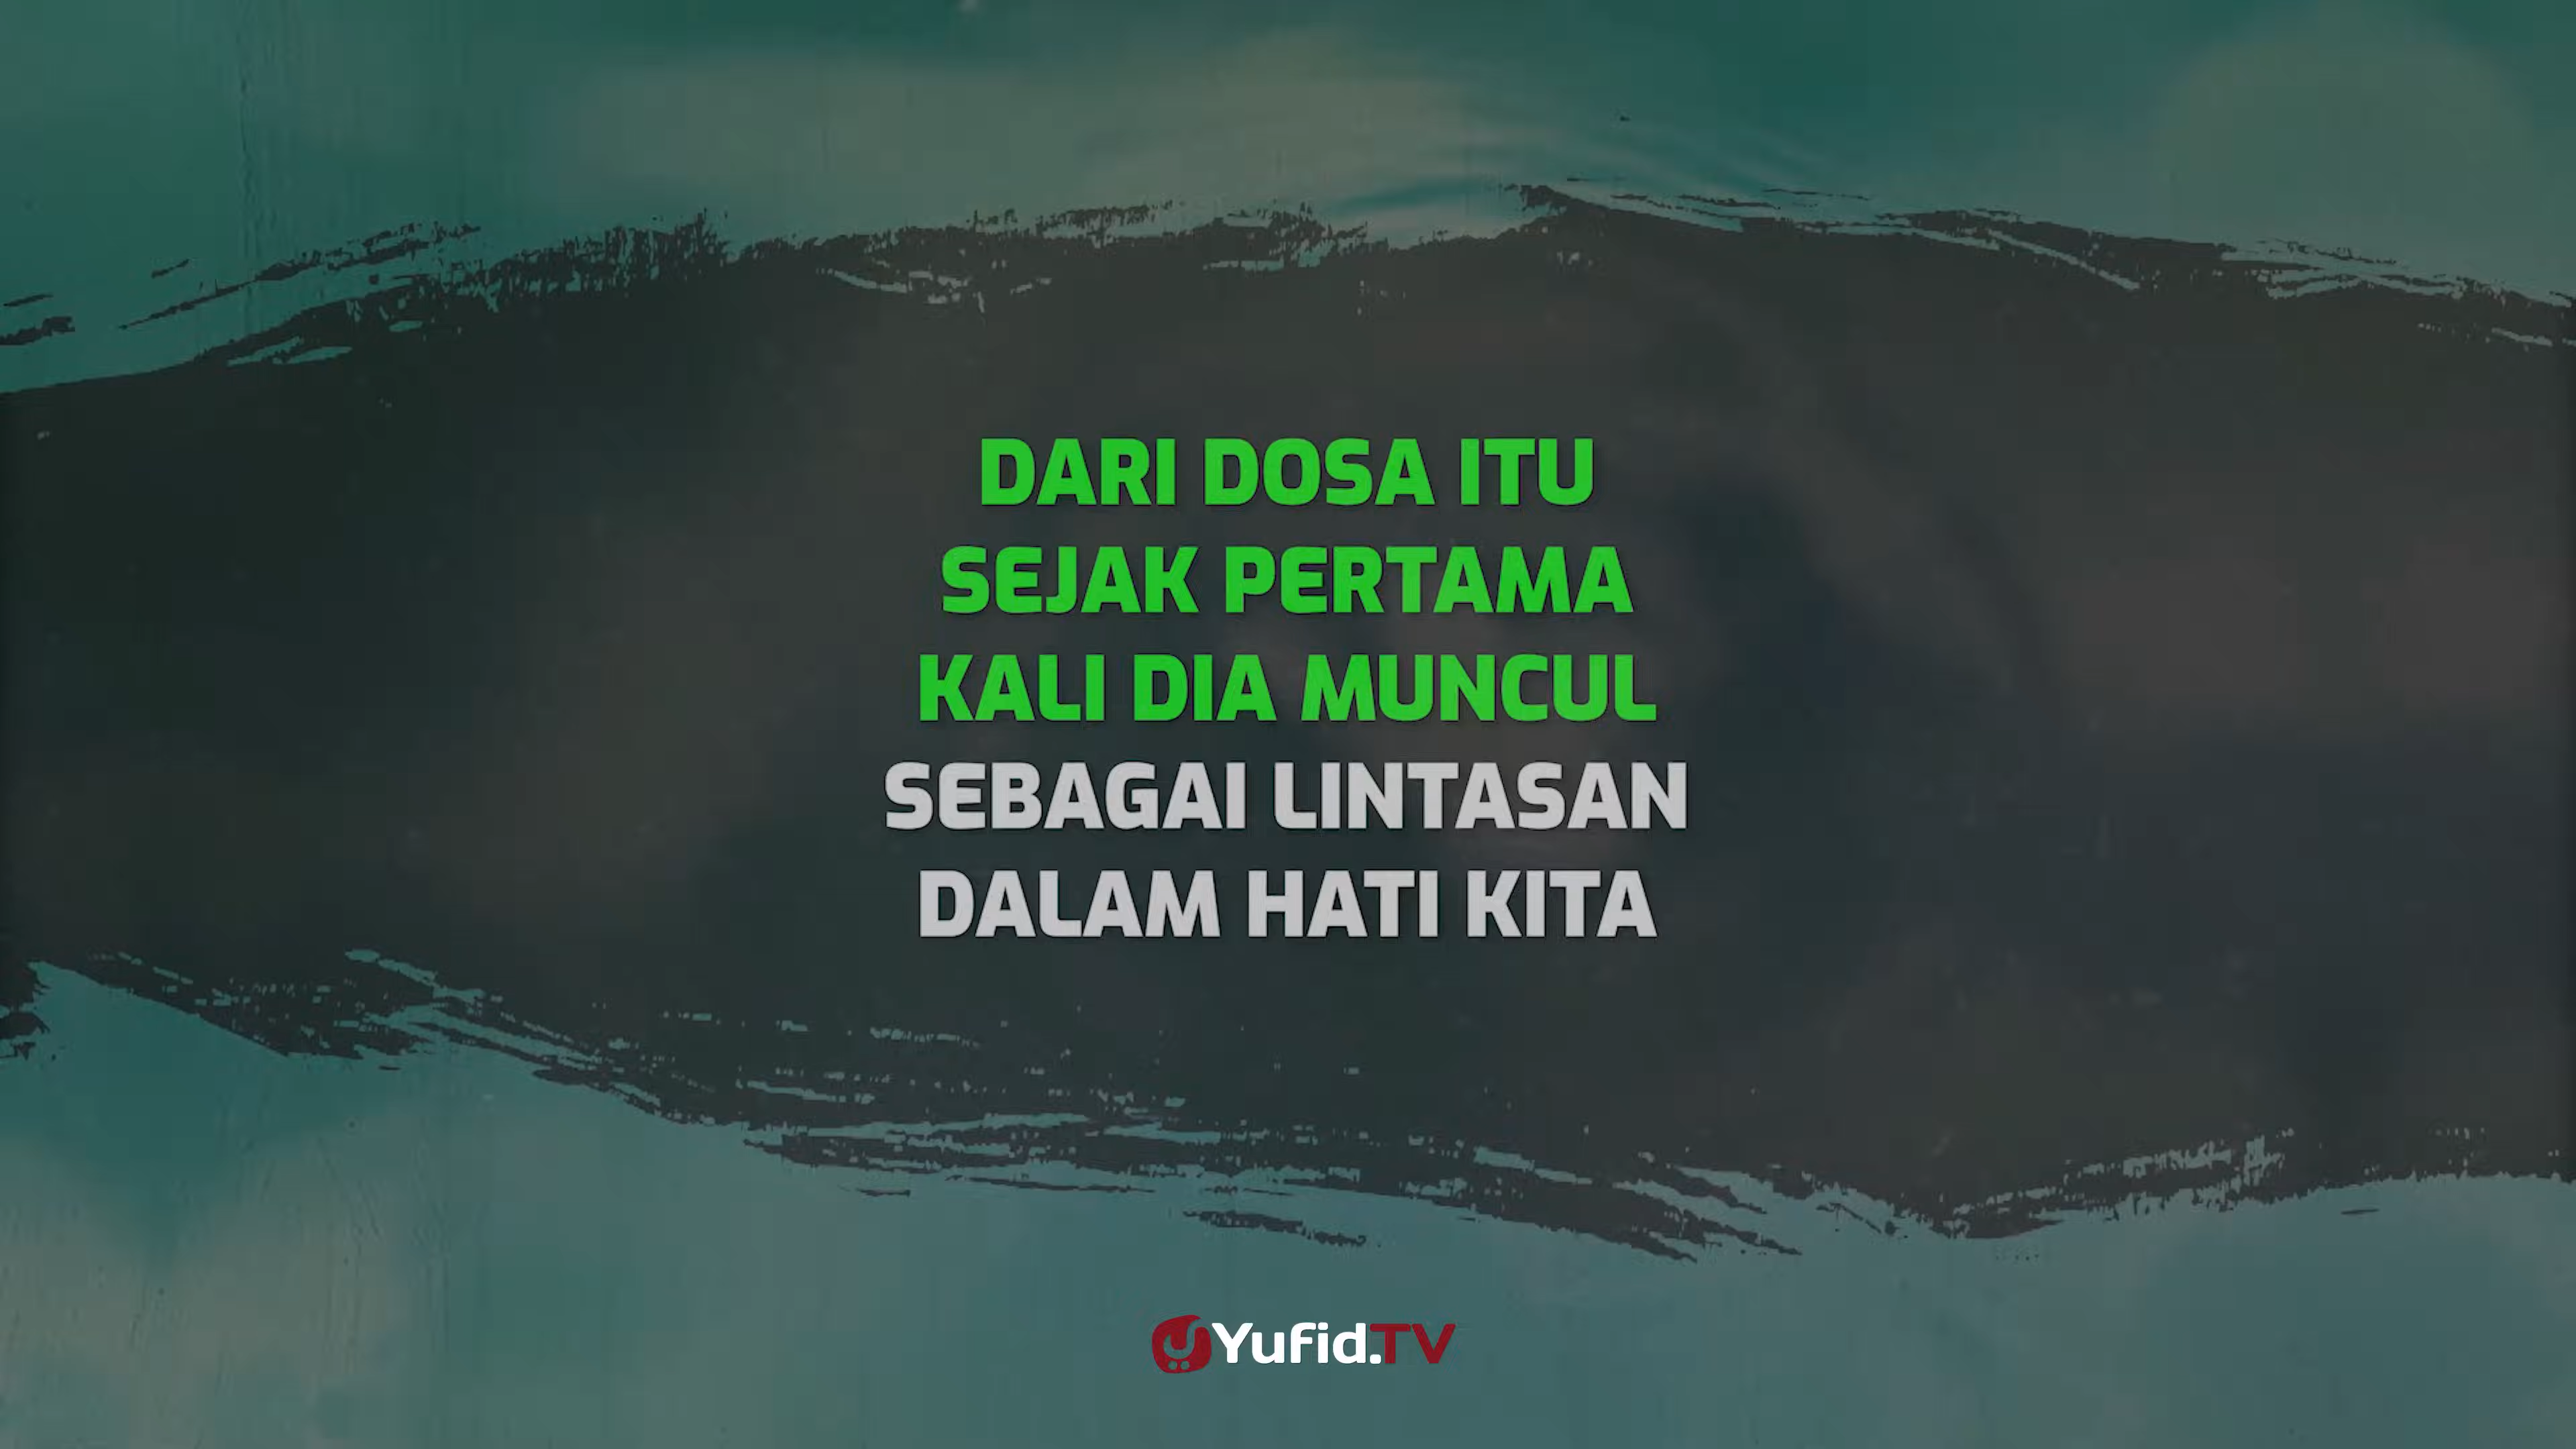 DARI DOSA ITU
SEJAK PERTAMA
KALI DIA MUNCUL
SEBAGAI LINTASAN
DALAM HATI KITA
Yufid.TV